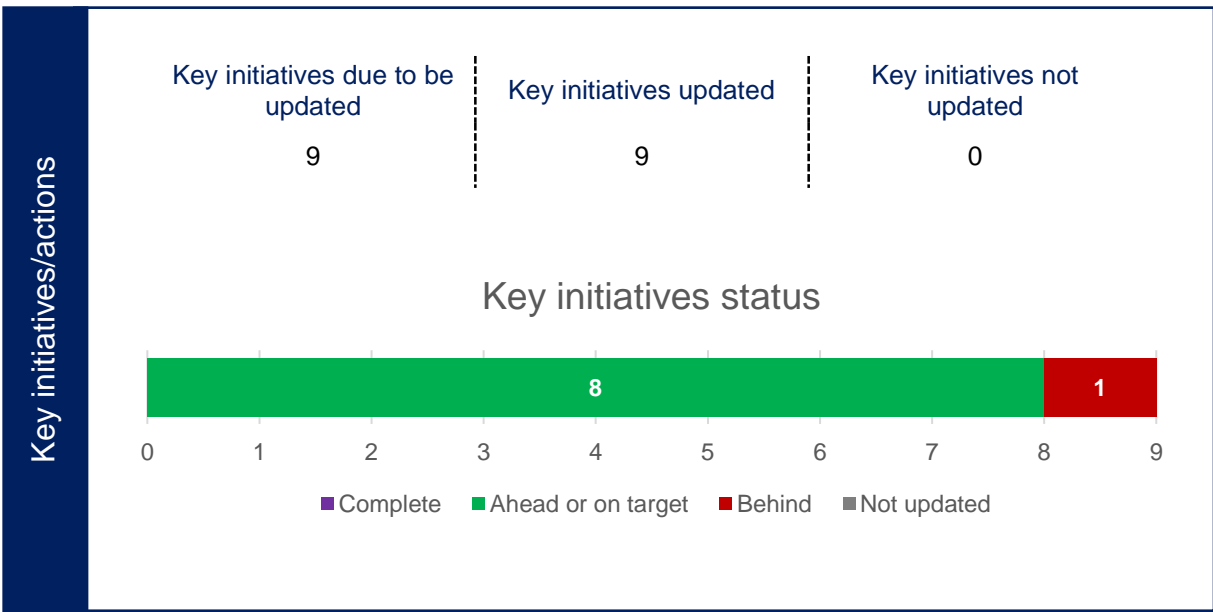 Key initiatives/actions
Key initiatives due to be
updated
9
Key initiatives updated
9
Key initiatives not
updated
0
Key initiatives status
8 1
0 1 2 3 4 5 6 7 8 9
Complete Ahead or on target Behind Not updated